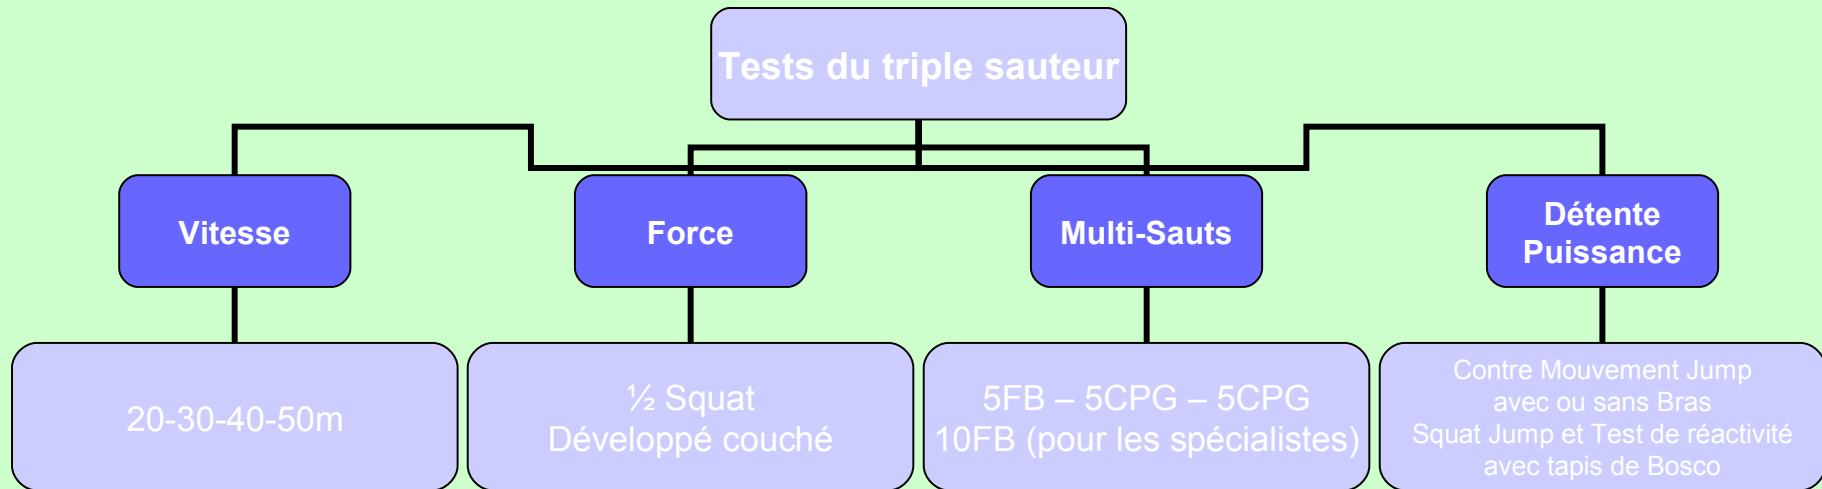 Tests du triple sauteur
Vitesse
Force
Multi-Sauts
Détente
Puissance
20-30-40-50m
½ Squat
Développé couché
5FB – 5CPG – 5CPG
10FB (pour les spécialistes)
Contre Mouvement Jump
avec ou sans Bras
Squat Jump et Test de réactivité
avec tapis de Bosco